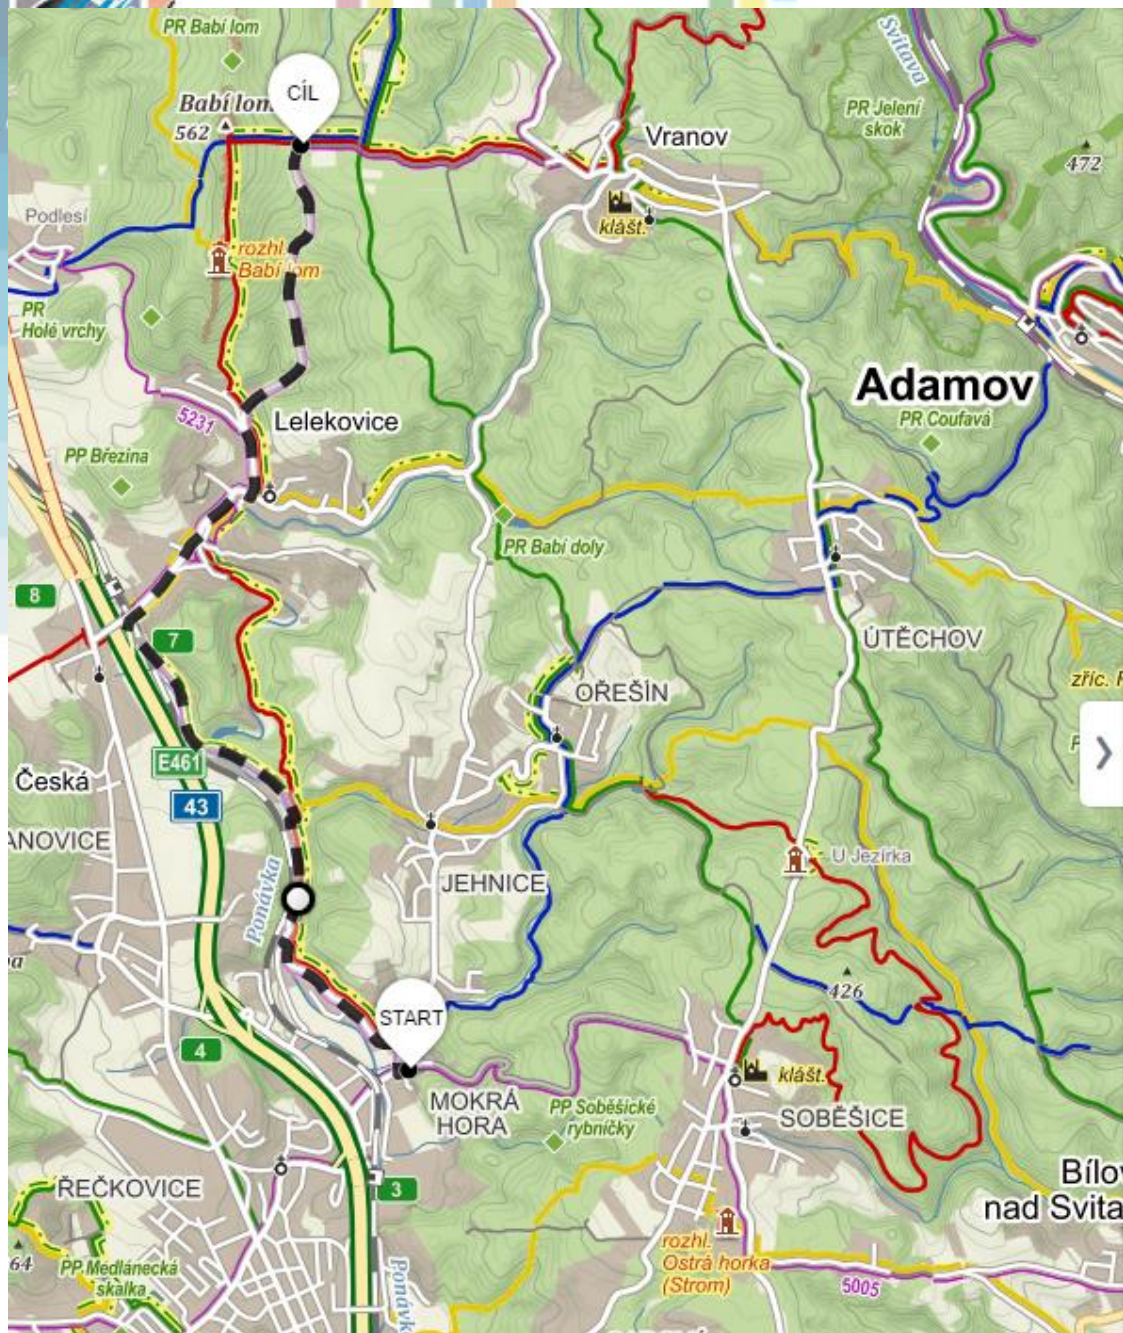 PR Babí lom
Svitava
CÍL
Babí lom
562
PR Jelení
skok
Vranov
472
klášt.
Podlesí
rozhl.
Babí lom
PR
Holé vrchy
Adamov
PR Coufavá
5231
Lelekovice
PP Březina
PR Babí doly
8
7
ÚTĚCHOV
OŘEŠÍN
zříc.
E461
Česká
43
ANOVICE
U Jezírka
JEHNICE
Ponávka
426
START
4
klášt.
MOKRÁ
HORA
PP Soběšické
rybníčky
SOBĚŠICE
ŘEČKOVICE
3
nad Svita
rozhl.
Ostrá horka
(Strom)
64
PP Medlánecká
skalka
5005
Ponávk